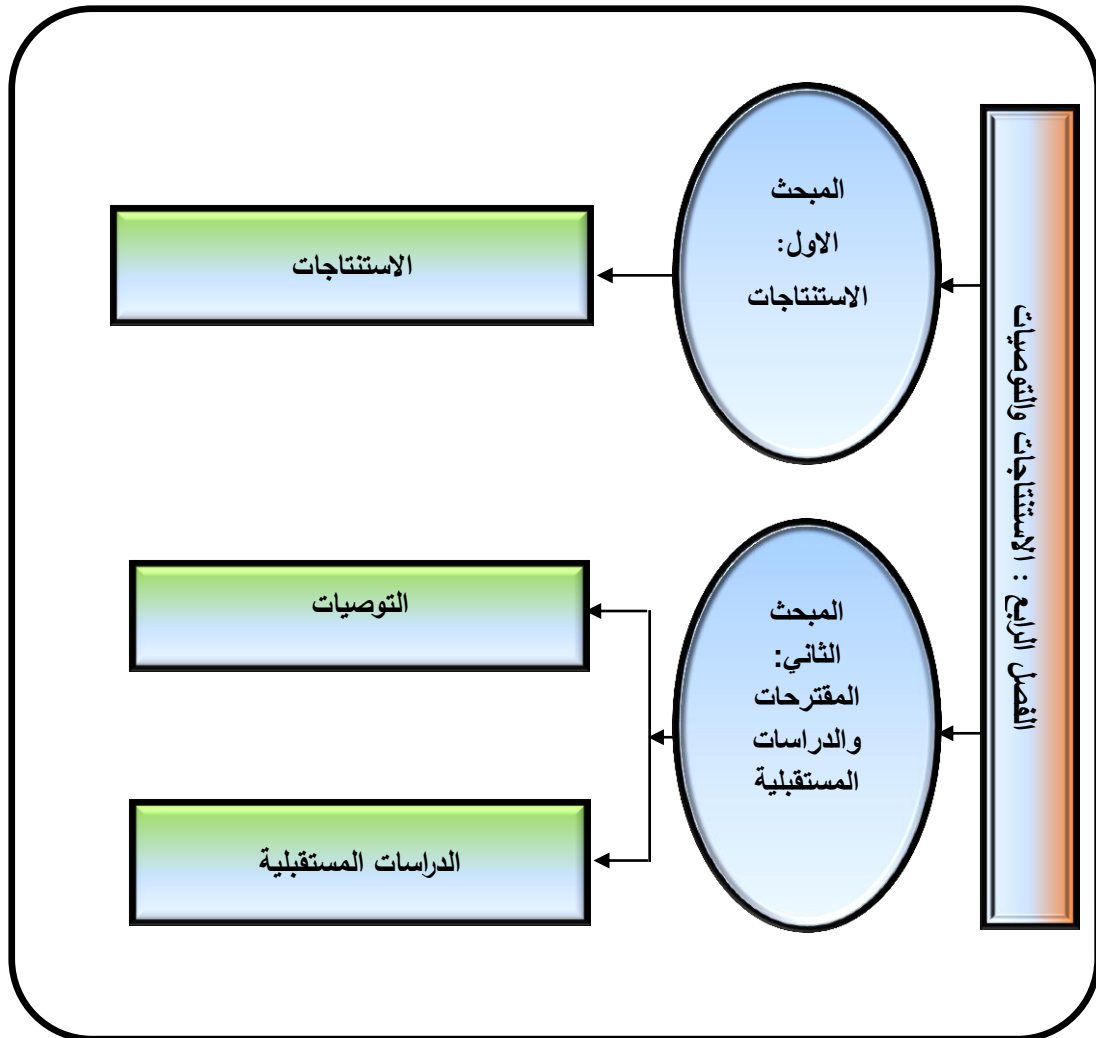 الفصل الرابع : الاستنتاجات والتوصيات
المبحث
الاول:
الاستنتاجات
الاستنتاجات
المبحث
الثاني:
المقترحات
والدراسات
المستقبلية
التوصيات
الدراسات المستقبلية